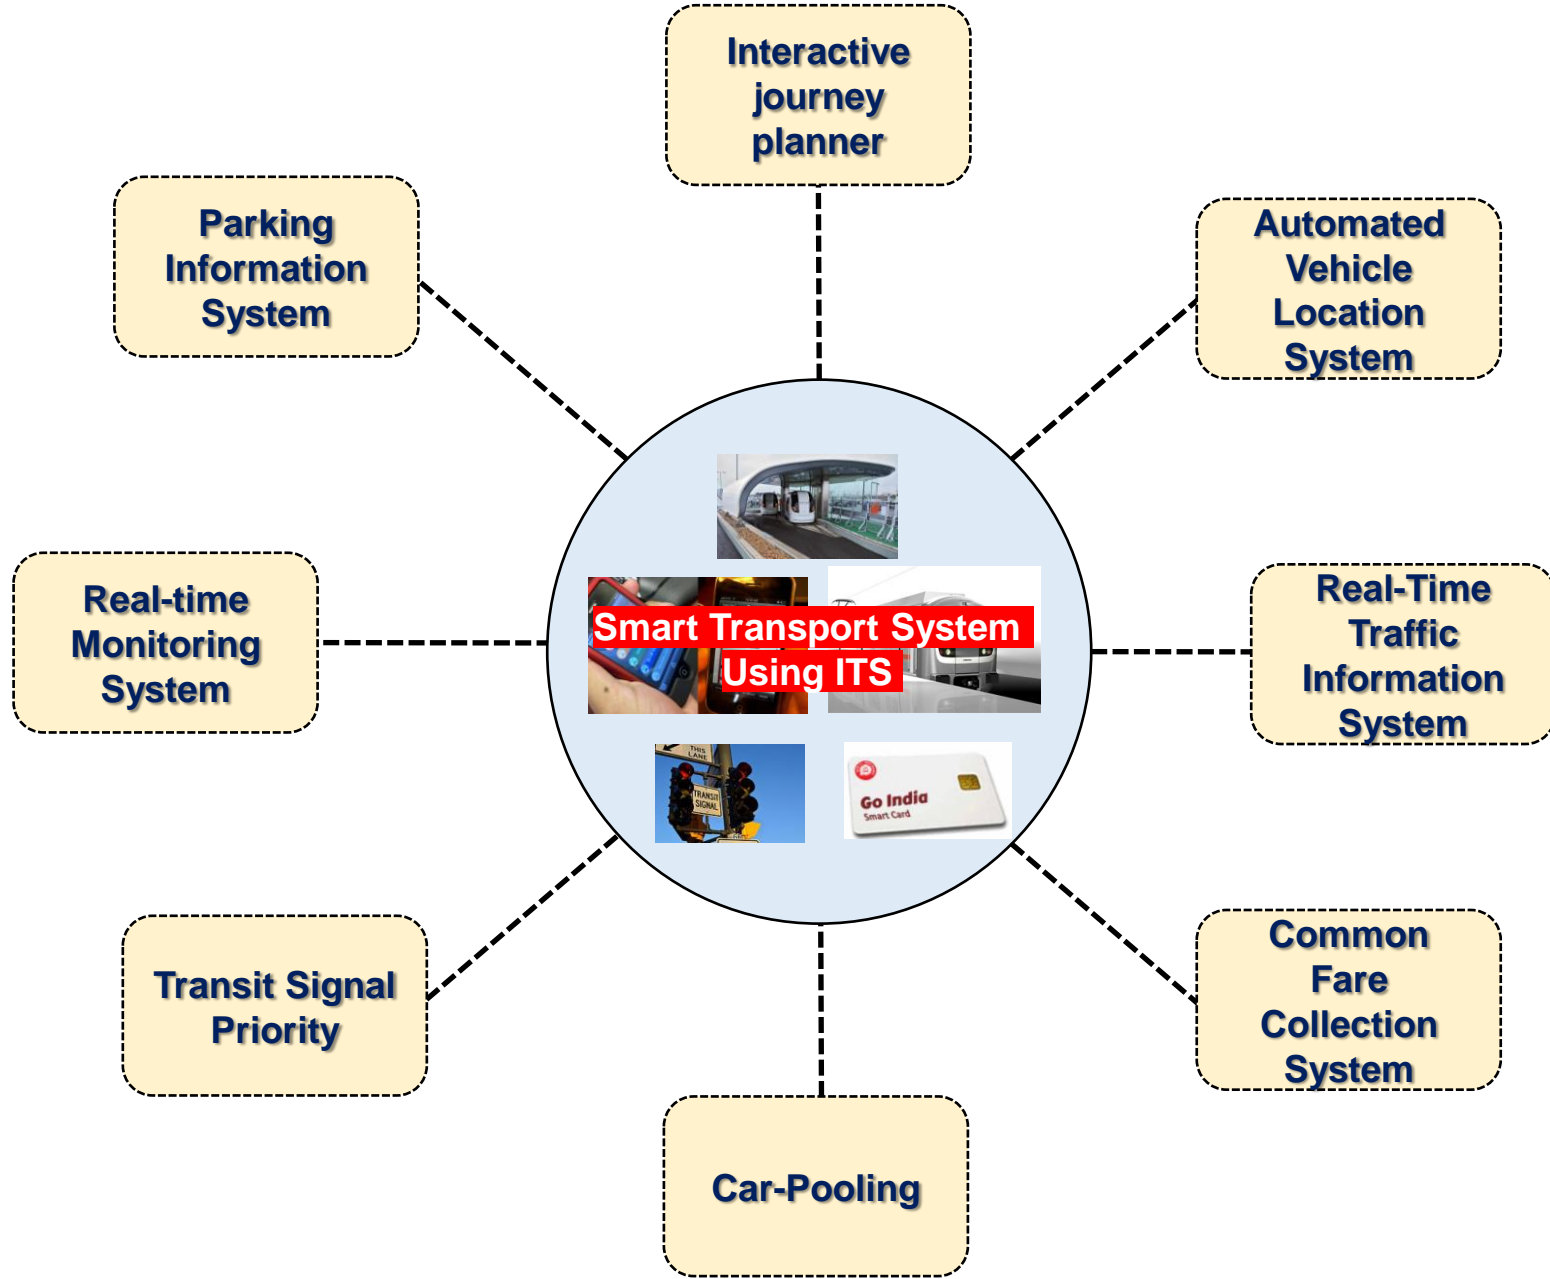 Interactive
journey
planner
Parking
Information
System
Automated
Vehicle
Location
System
Real-time
Monitoring
System
Smart Transport System
Using ITS
THIS
LANE
TRANSIT
SIGNAL
Go India
Smart Card
Real-Time
Traffic
Information
System
Transit Signal
Priority
Common
Fare
Collection
System
Car-Pooling